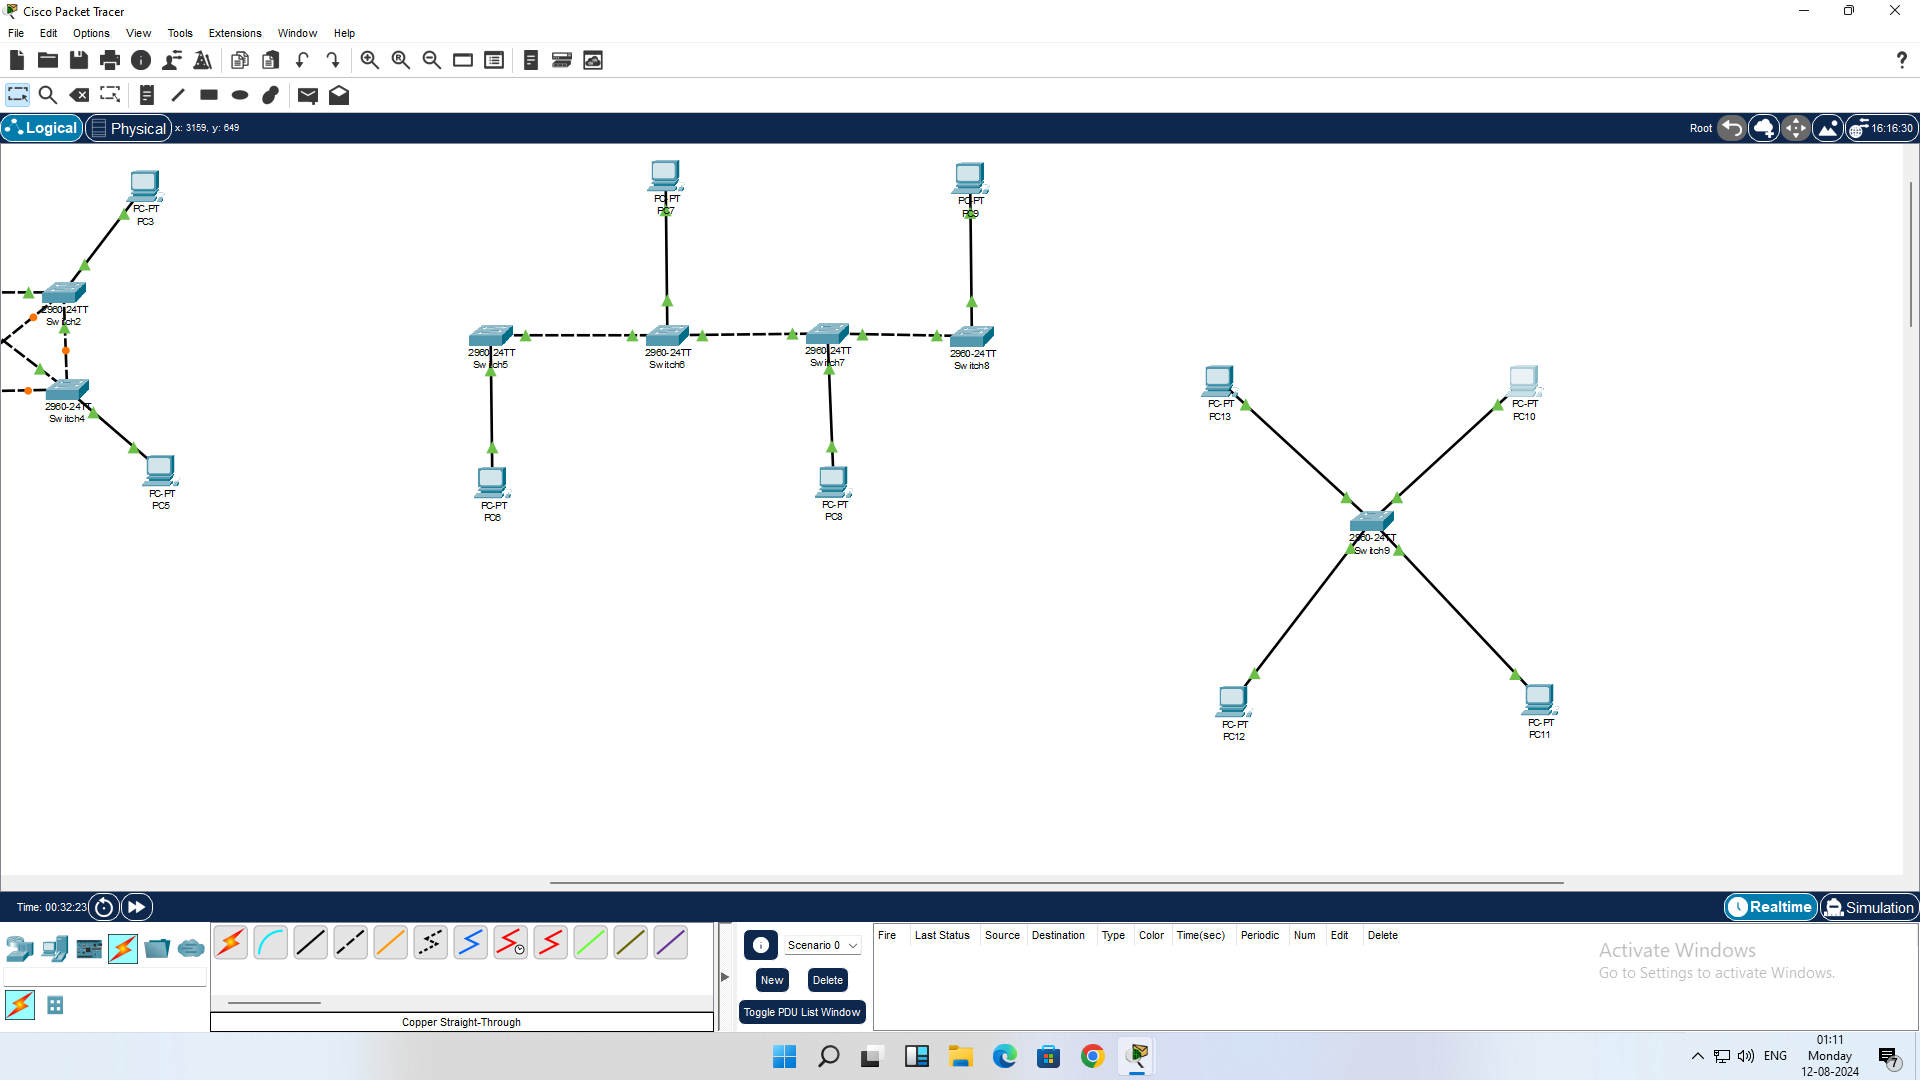 Cisco Packet Tracer
File Edit Options View Tools Extensions Window Help
Logical Physical x: 3159, y: 649 Root 16:16:30
PC-PT
PC3
PC-PT
PC7
PC-PT
PC9
2960-24TT
Switch2
2960-24TT
Switch5
2960-24TT
Switch6
2960-24TT
Switch7
2960-24TT
Switch8
2960-24TT
Switch4
PC-PT
PC13
PC-PT
PC10
PC-PT
PC5
PC-PT
PC6
PC-PT
PC8
2960-24TT
Switch9
PC-PT
PC12
PC-PT
PC11
Time: 00:32:23 Realtime Simulation
Scenario 0
New Delete
Toggle PDU List Window
Fire Last Status Source Destination Type Color Time(sec) Periodic Num Edit Delete
Activate Windows
Go to Settings to activate Windows.
Copper Straight-Through
ENG
01:11
Monday
12-08-2024
7